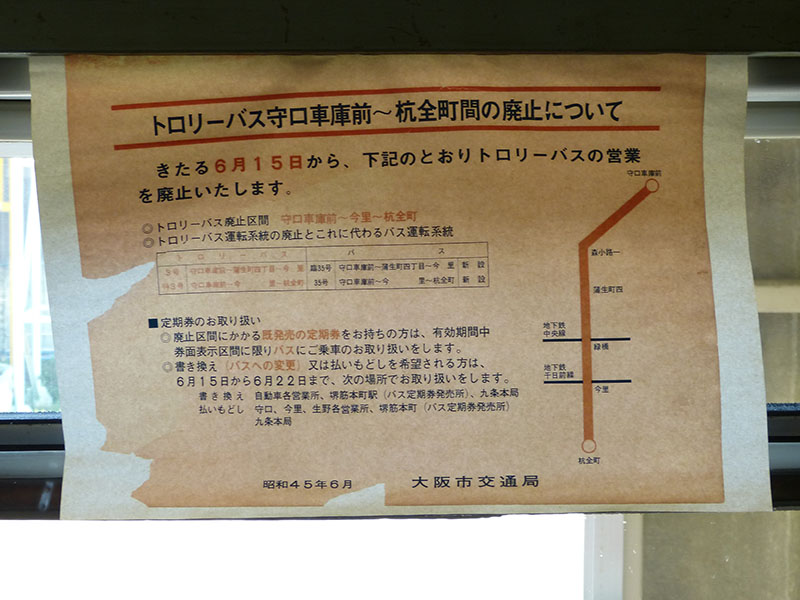 トロリーバス守口車庫前～杭全町間の廃止について
きたる6月15日から、下記のとおりトロリーバスの営業
を廃止いたします。
◎トロリーバス廃止区間　守口車庫前～今里～杭全町
◎トロリーバス運転系統の廃止とこれに代わるバス運転系統
トロリーバス　バス
9号　守口車庫前～蒲生町四丁目～今　里　臨35号　守口車庫前～蒲生町四丁目～今　里　新　設
守口車庫前～今　里～杭全町　35号　守口車庫前～今　里～杭全町　新　設
■定期券のお取り扱い
◎廃止区間にかかる既発売の定期券をお持ちの方は、有効期間中
券面表示区間に限りバスにご乗車のお取り扱いをします。
◎書き換え（バスへの変更）又は払いもどしを希望される方は、
6月15日から6月22日まで、次の場所でお取り扱いをします。
書き換え　自動車各営業所、堺筋本町駅（バス定期券発売所）、九条本局
払いもどし　守口、今里、生野各営業所、堺筋本町（バス定期券発売所）
九条本局
昭和45年6月　大阪市交通局
守口車庫前
森小路一
蒲生町四
地下鉄
中央線
緑橋
地下鉄
千日前線
今里
杭全町